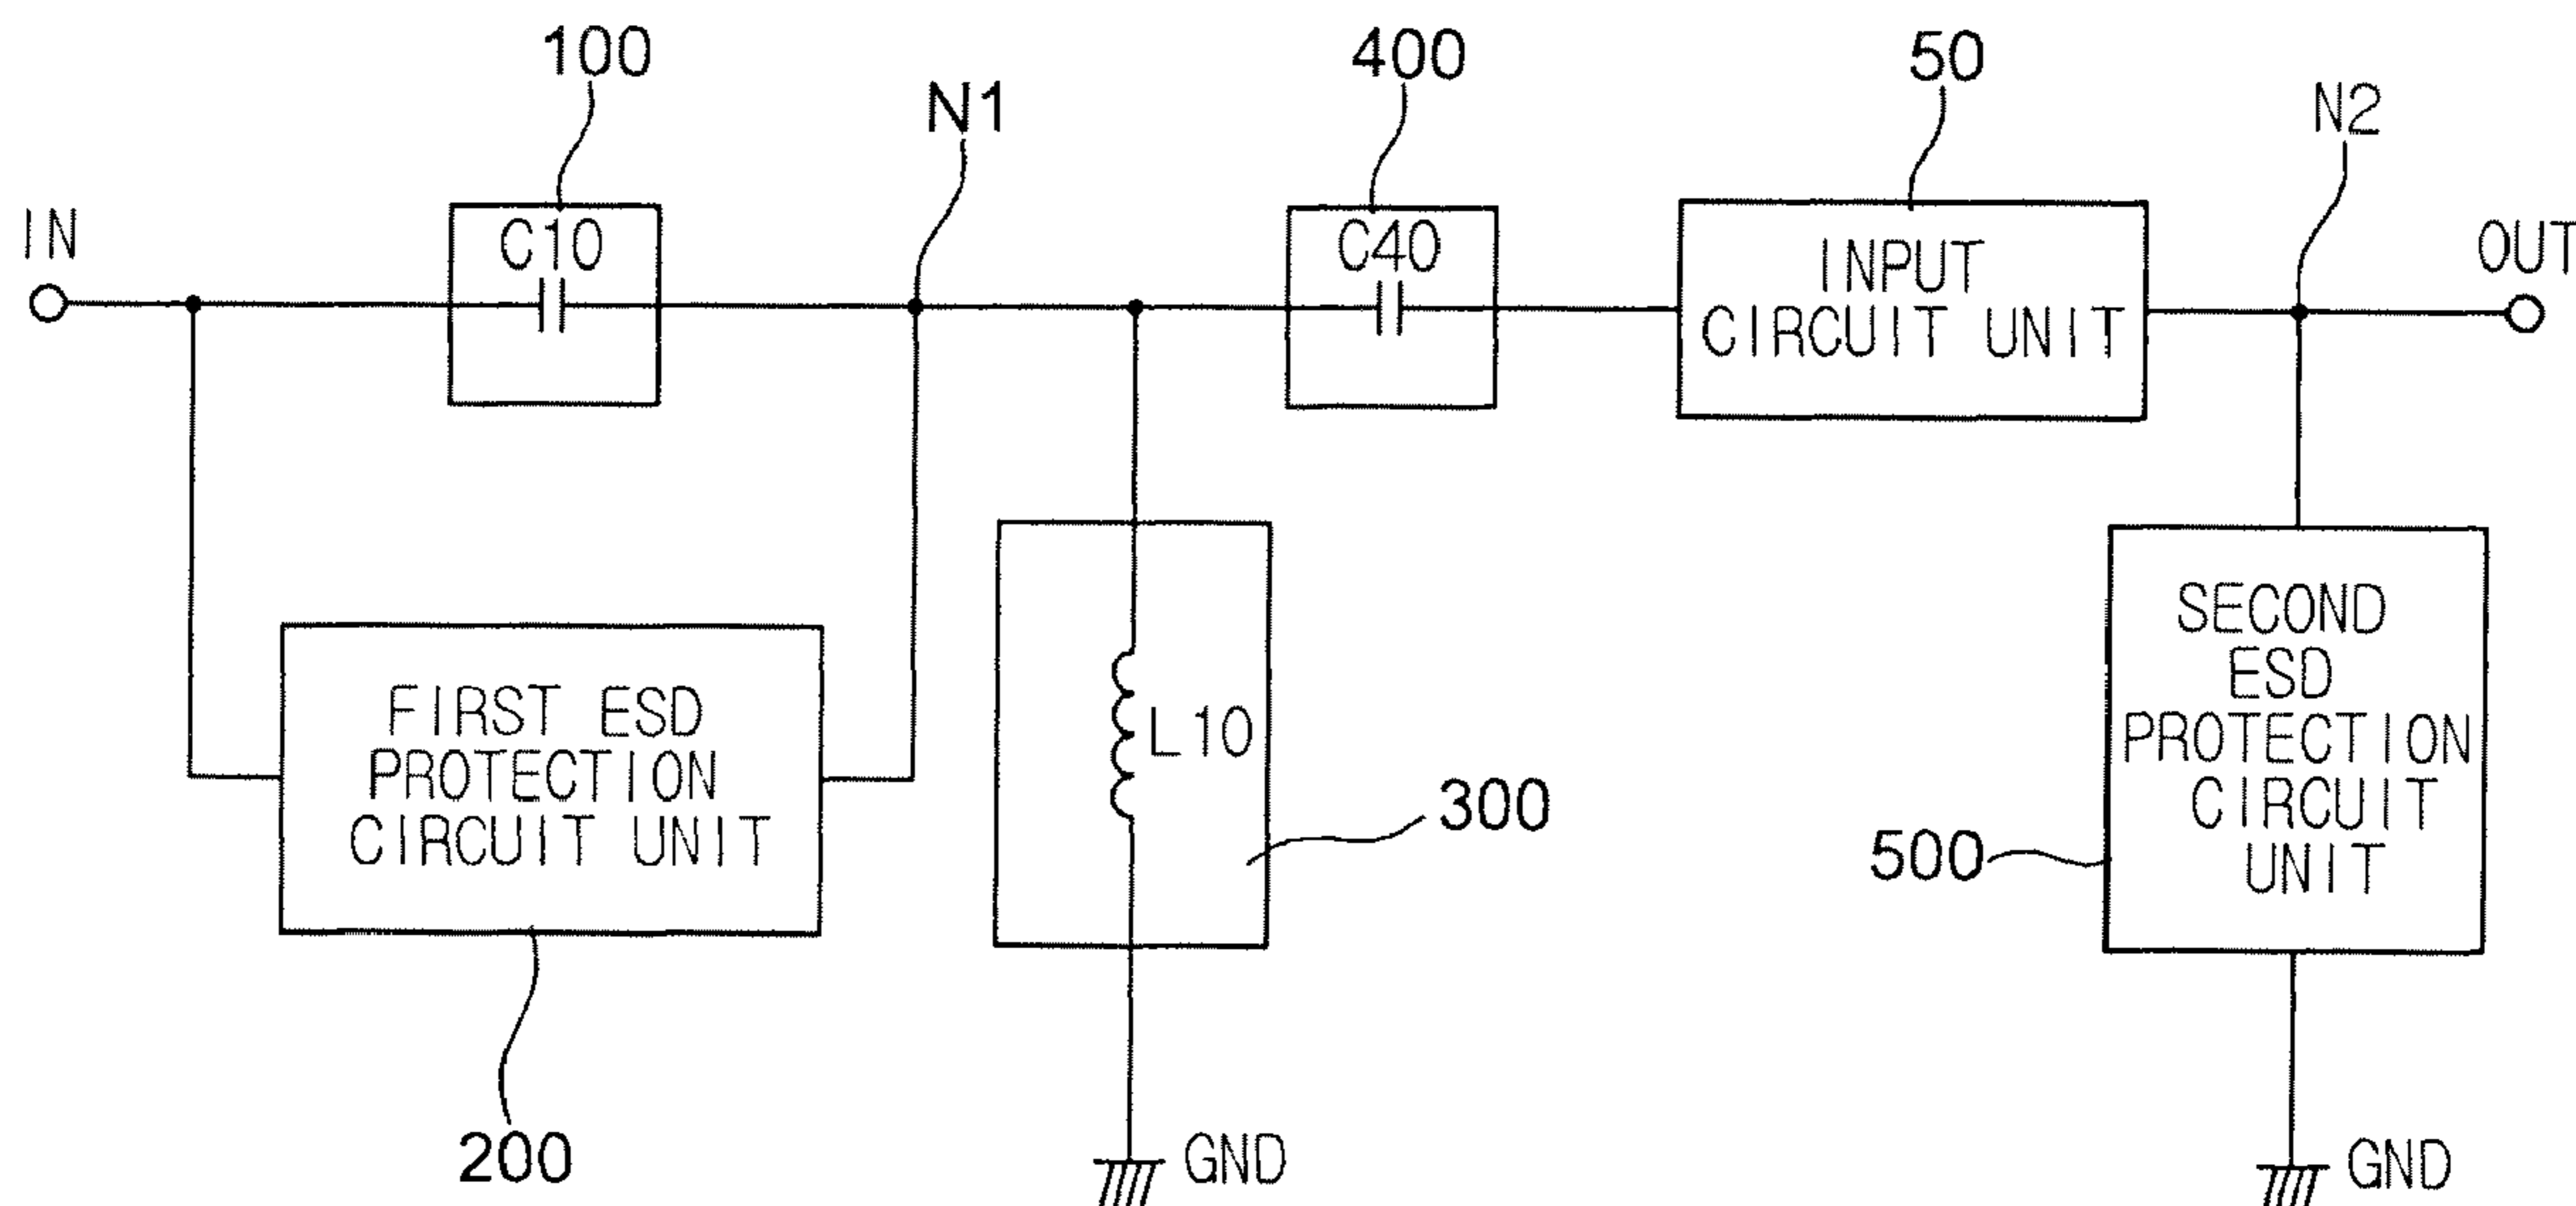 100
400
50
N1
N2
IN
C10
C40
INPUT
CIRCUIT UNIT
OUT
FIRST ESD
PROTECTION
CIRCUIT UNIT
L10
300
SECOND
ESD
PROTECTION
CIRCUIT
UNIT
500
200
GND
GND